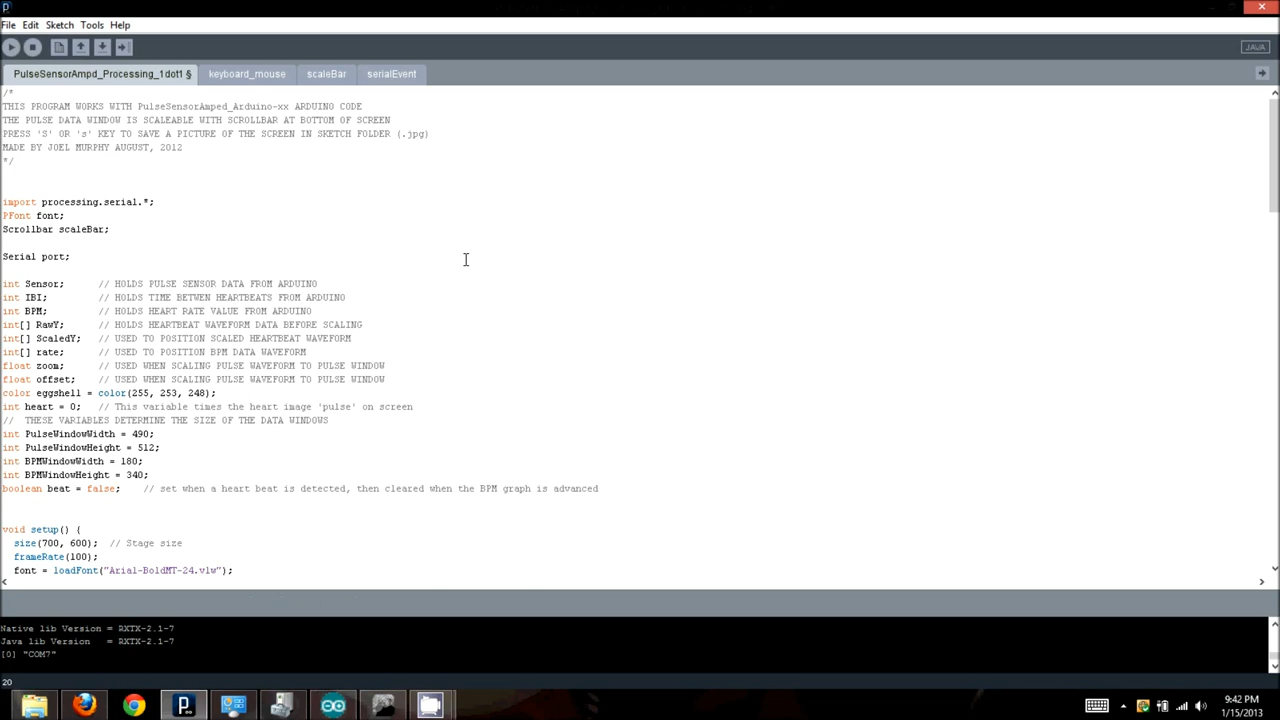 File Edit Sketch Tools Help
JAVA
PulseSensorAmpd_Processing_1dot1 § keyboard_mouse scaleBar serialEvent
/*
THIS PROGRAM WORKS WITH PulseSensorAmped_Arduino-xx ARDUINO CODE
THE PULSE DATA WINDOW IS SCALEABLE WITH SCROLLBAR AT BOTTOM OF SCREEN
PRESS 'S' OR 's' KEY TO SAVE A PICTURE OF THE SCREEN IN SKETCH FOLDER (.jpg)
MADE BY JOEL MURPHY AUGUST, 2012
*/
import processing.serial.*;
PFont font;
Scrollbar scaleBar;
Serial port;
int Sensor;      // HOLDS PULSE SENSOR DATA FROM ARDUINO
int IBI;         // HOLDS TIME BETWEN HEARTBEATS FROM ARDUINO
int BPM;         // HOLDS HEART RATE VALUE FROM ARDUINO
int[] RawY;      // HOLDS HEARTBEAT WAVEFORM DATA BEFORE SCALING
int[] ScaledY;   // USED TO POSITION SCALED HEARTBEAT WAVEFORM
int[] rate;      // USED TO POSITION BPM DATA WAVEFORM
float zoom;      // USED WHEN SCALING PULSE WAVEFORM TO PULSE WINDOW
float offset;    // USED WHEN SCALING PULSE WAVEFORM TO PULSE WINDOW
color eggshell = color(255, 253, 248);
int heart = 0;   // This variable times the heart image 'pulse' on screen
//  THESE VARIABLES DETERMINE THE SIZE OF THE DATA WINDOWS
int PulseWindowWidth = 490;
int PulseWindowHeight = 512;
int BPMWindowWidth = 180;
int BPMWindowHeight = 340;
boolean beat = false;    // set when a heart beat is detected, then cleared when the BPM graph is advanced
void setup() {
  size(700, 600);  // Stage size
  frameRate(100);
  font = loadFont("Arial-BoldMT-24.vlw");
Native lib Version = RXTX-2.1-7
Java lib Version   = RXTX-2.1-7
[0] "COM7"
20
9:42 PM
1/15/2013